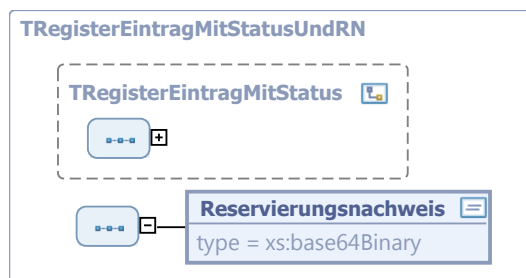 TRegisterEintragMitStatusUndRN
TRegisterEintragMitStatus
Reservierungsnachweis
type = xs:base64Binary